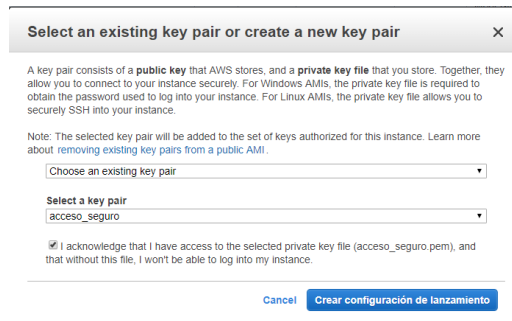 Select an existing key pair or create a new key pair
A key pair consists of a public key that AWS stores, and a private key file that you store. Together, they
allow you to connect to your instance securely. For Windows AMIs, the private key file is required to
obtain the password used to log into your instance. For Linux AMIs, the private key file allows you to
securely SSH into your instance.
Note: The selected key pair will be added to the set of keys authorized for this instance. Learn more
about removing existing key pairs from a public AMI.
Choose an existing key pair
Select a key pair
acceso_seguro
I acknowledge that I have access to the selected private key file (acceso_seguro.pem), and
that without this file, I won't be able to log into my instance.
Cancel Crear configuración de lanzamiento